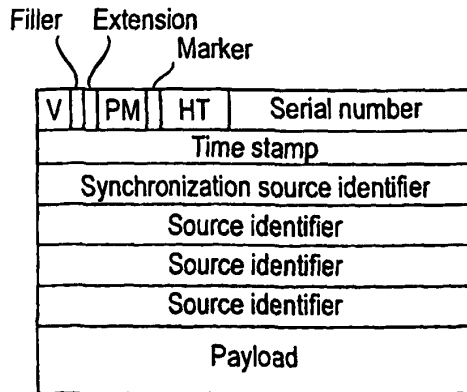 Filler Extension
Marker
V PM HT Serial number
Time stamp
Synchronization source identifier
Source identifier
Source identifier
Source identifier
Payload